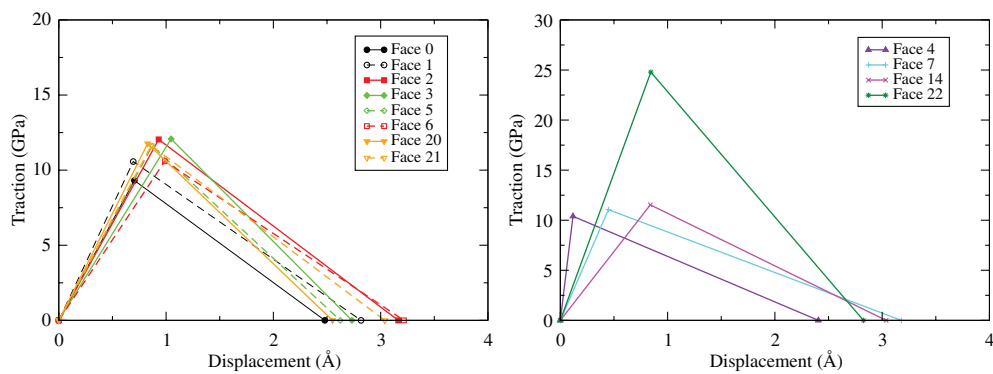 20
15
10
5
0
Traction (GPa)
0
1
2
3
4
Displacement (Å)
Face 0
Face 1
Face 2
Face 3
Face 5
Face 6
Face 20
Face 21
30
25
20
15
10
5
0
Traction (GPa)
0
1
2
3
4
Displacement (Å)
Face 4
Face 7
Face 14
Face 22